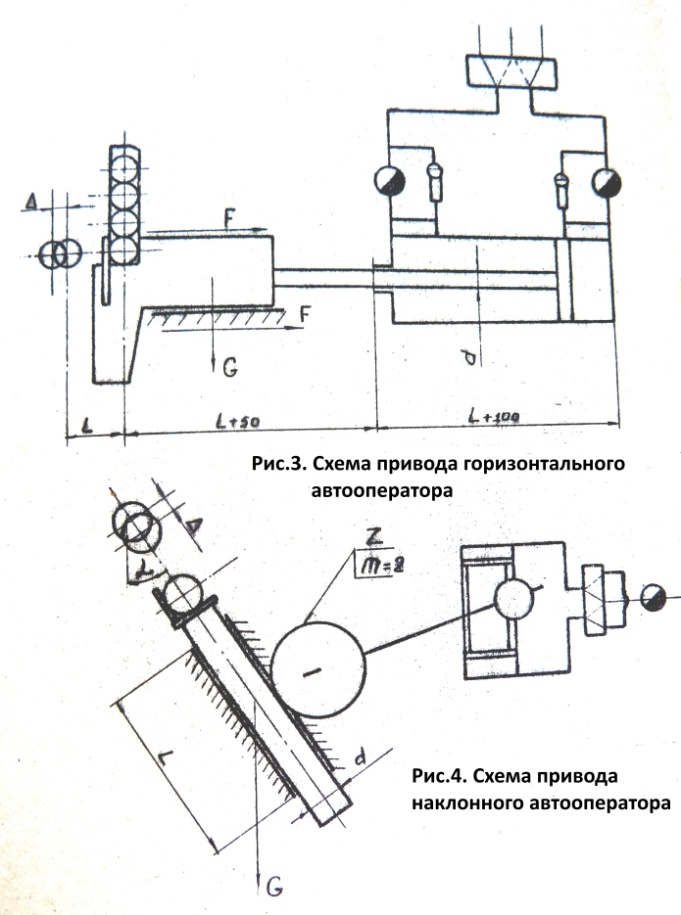 Δ
F
F
G
d
L
L+50
L+100
Рис.3. Схема привода горизонтального
автооператора
Δ
Z
m=2
L
d
G
Рис.4. Схема привода
наклонного автооператора